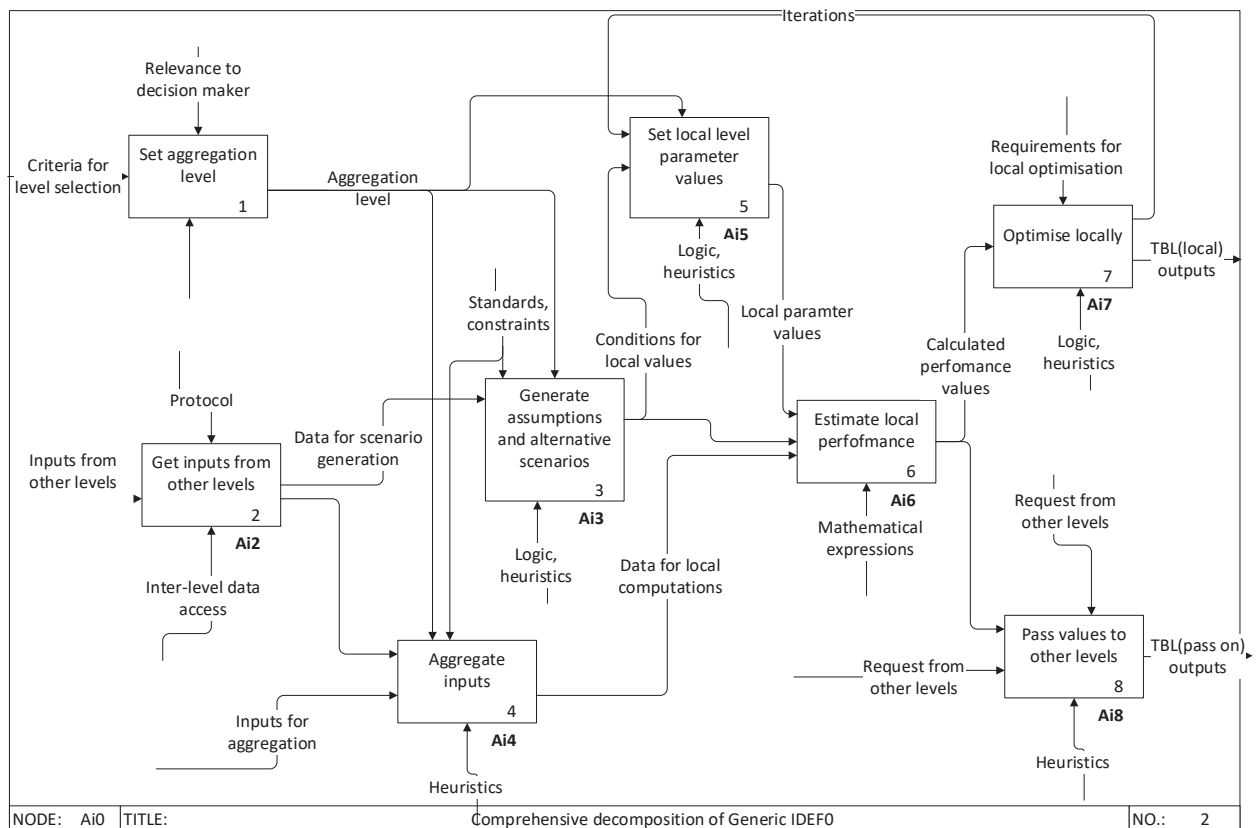 Iterations
Relevance to
decision maker
Criteria for
level selection
Set aggregation
level
1
Aggregation
level
Set local level
parameter
values
5
Ai5
Logic,
heuristics
Requirements for
local optimisation
Optimise locally
7
Ai7
TBL(local)
outputs
Logic,
heuristics
Standards,
constraints
Local paramter
values
Conditions for
local values
Calculated
perfomance
values
Protocol
Inputs from
other levels
Get inputs from
other levels
2
Ai2
Data for scenario
generation
Generate
assumptions
and alternative
scenarios
3
Ai3
Logic,
heuristics
Estimate local
perfofmance
6
Ai6
Mathematical
expressions
Inter-level data
access
Data for local
computations
Request from
other levels
Aggregate
inputs
4
Ai4
Inputs for
aggregation
Heuristics
Request from
other levels
Pass values to
other levels
8
Ai8
TBL(pass on)
outputs
Heuristics
NODE: Ai0 TITLE: Comprehensive decomposition of Generic IDEF0 NO.: 2